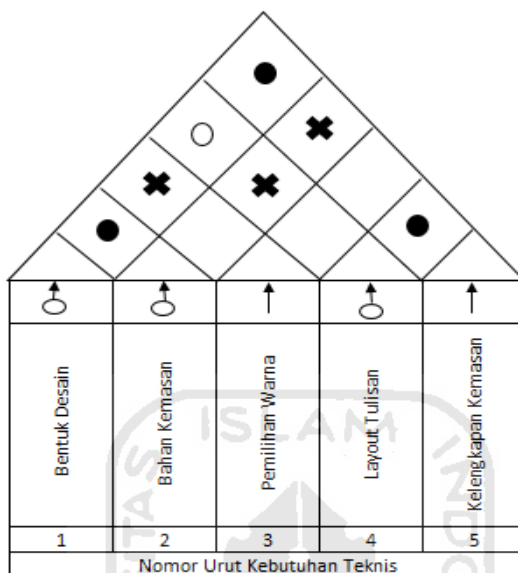 Bentuk Desain
Bahan Kemasan
Pemilihan Warna
Layout Tulisan
Kelengkapan Kemasan
1 2 3 4 5
Nomor Urut Kebutuhan Teknis
ISLAM